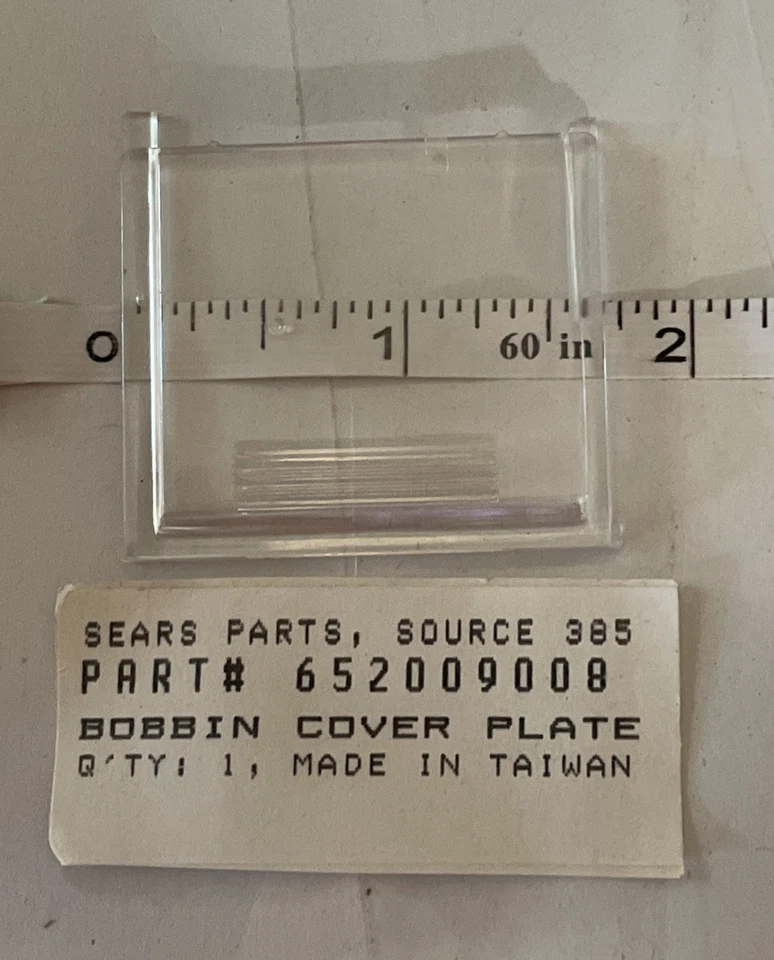 0 1 60 in 2
SEARS PARTS, SOURCE 385
PART# 652009008
BOBBIN COVER PLATE
Q'TY: 1, MADE IN TAIWAN